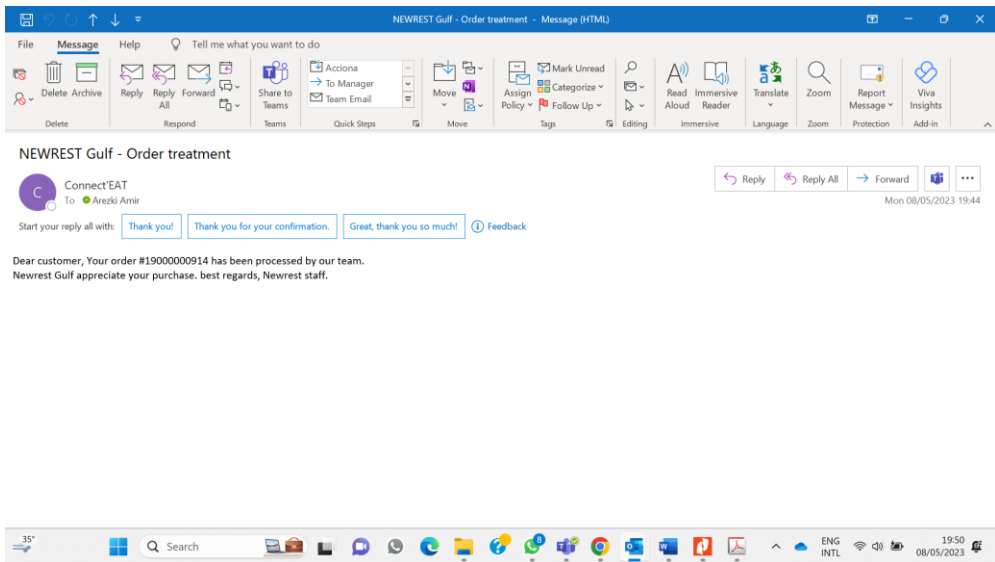 NEWREST Gulf - Order treatment - Message (HTML)
File Message Help Tell me what you want to do
Delete Archive
Reply Reply All Forward
Share to Teams
Acciona
To Manager
Team Email
Move
Assign Policy
Mark Unread
Categorize
Follow Up
Read Aloud
Immersive Reader
Translate
Zoom
Report Message
Viva Insights
Delete Respond Teams Quick Steps Move Tags Editing Immersive Language Zoom Protection Add-in
NEWREST Gulf - Order treatment
C
Connect'EAT
To Arezki Amir
Reply Reply All Forward
Mon 08/05/2023 19:44
Start your reply all with: Thank you! Thank you for your confirmation. Great, thank you so much! Feedback
Dear customer, Your order #19000000914 has been processed by our team.
Newrest Gulf appreciate your purchase. best regards, Newrest staff.
35°
Search
8
ENG
INTL
19:50
08/05/2023